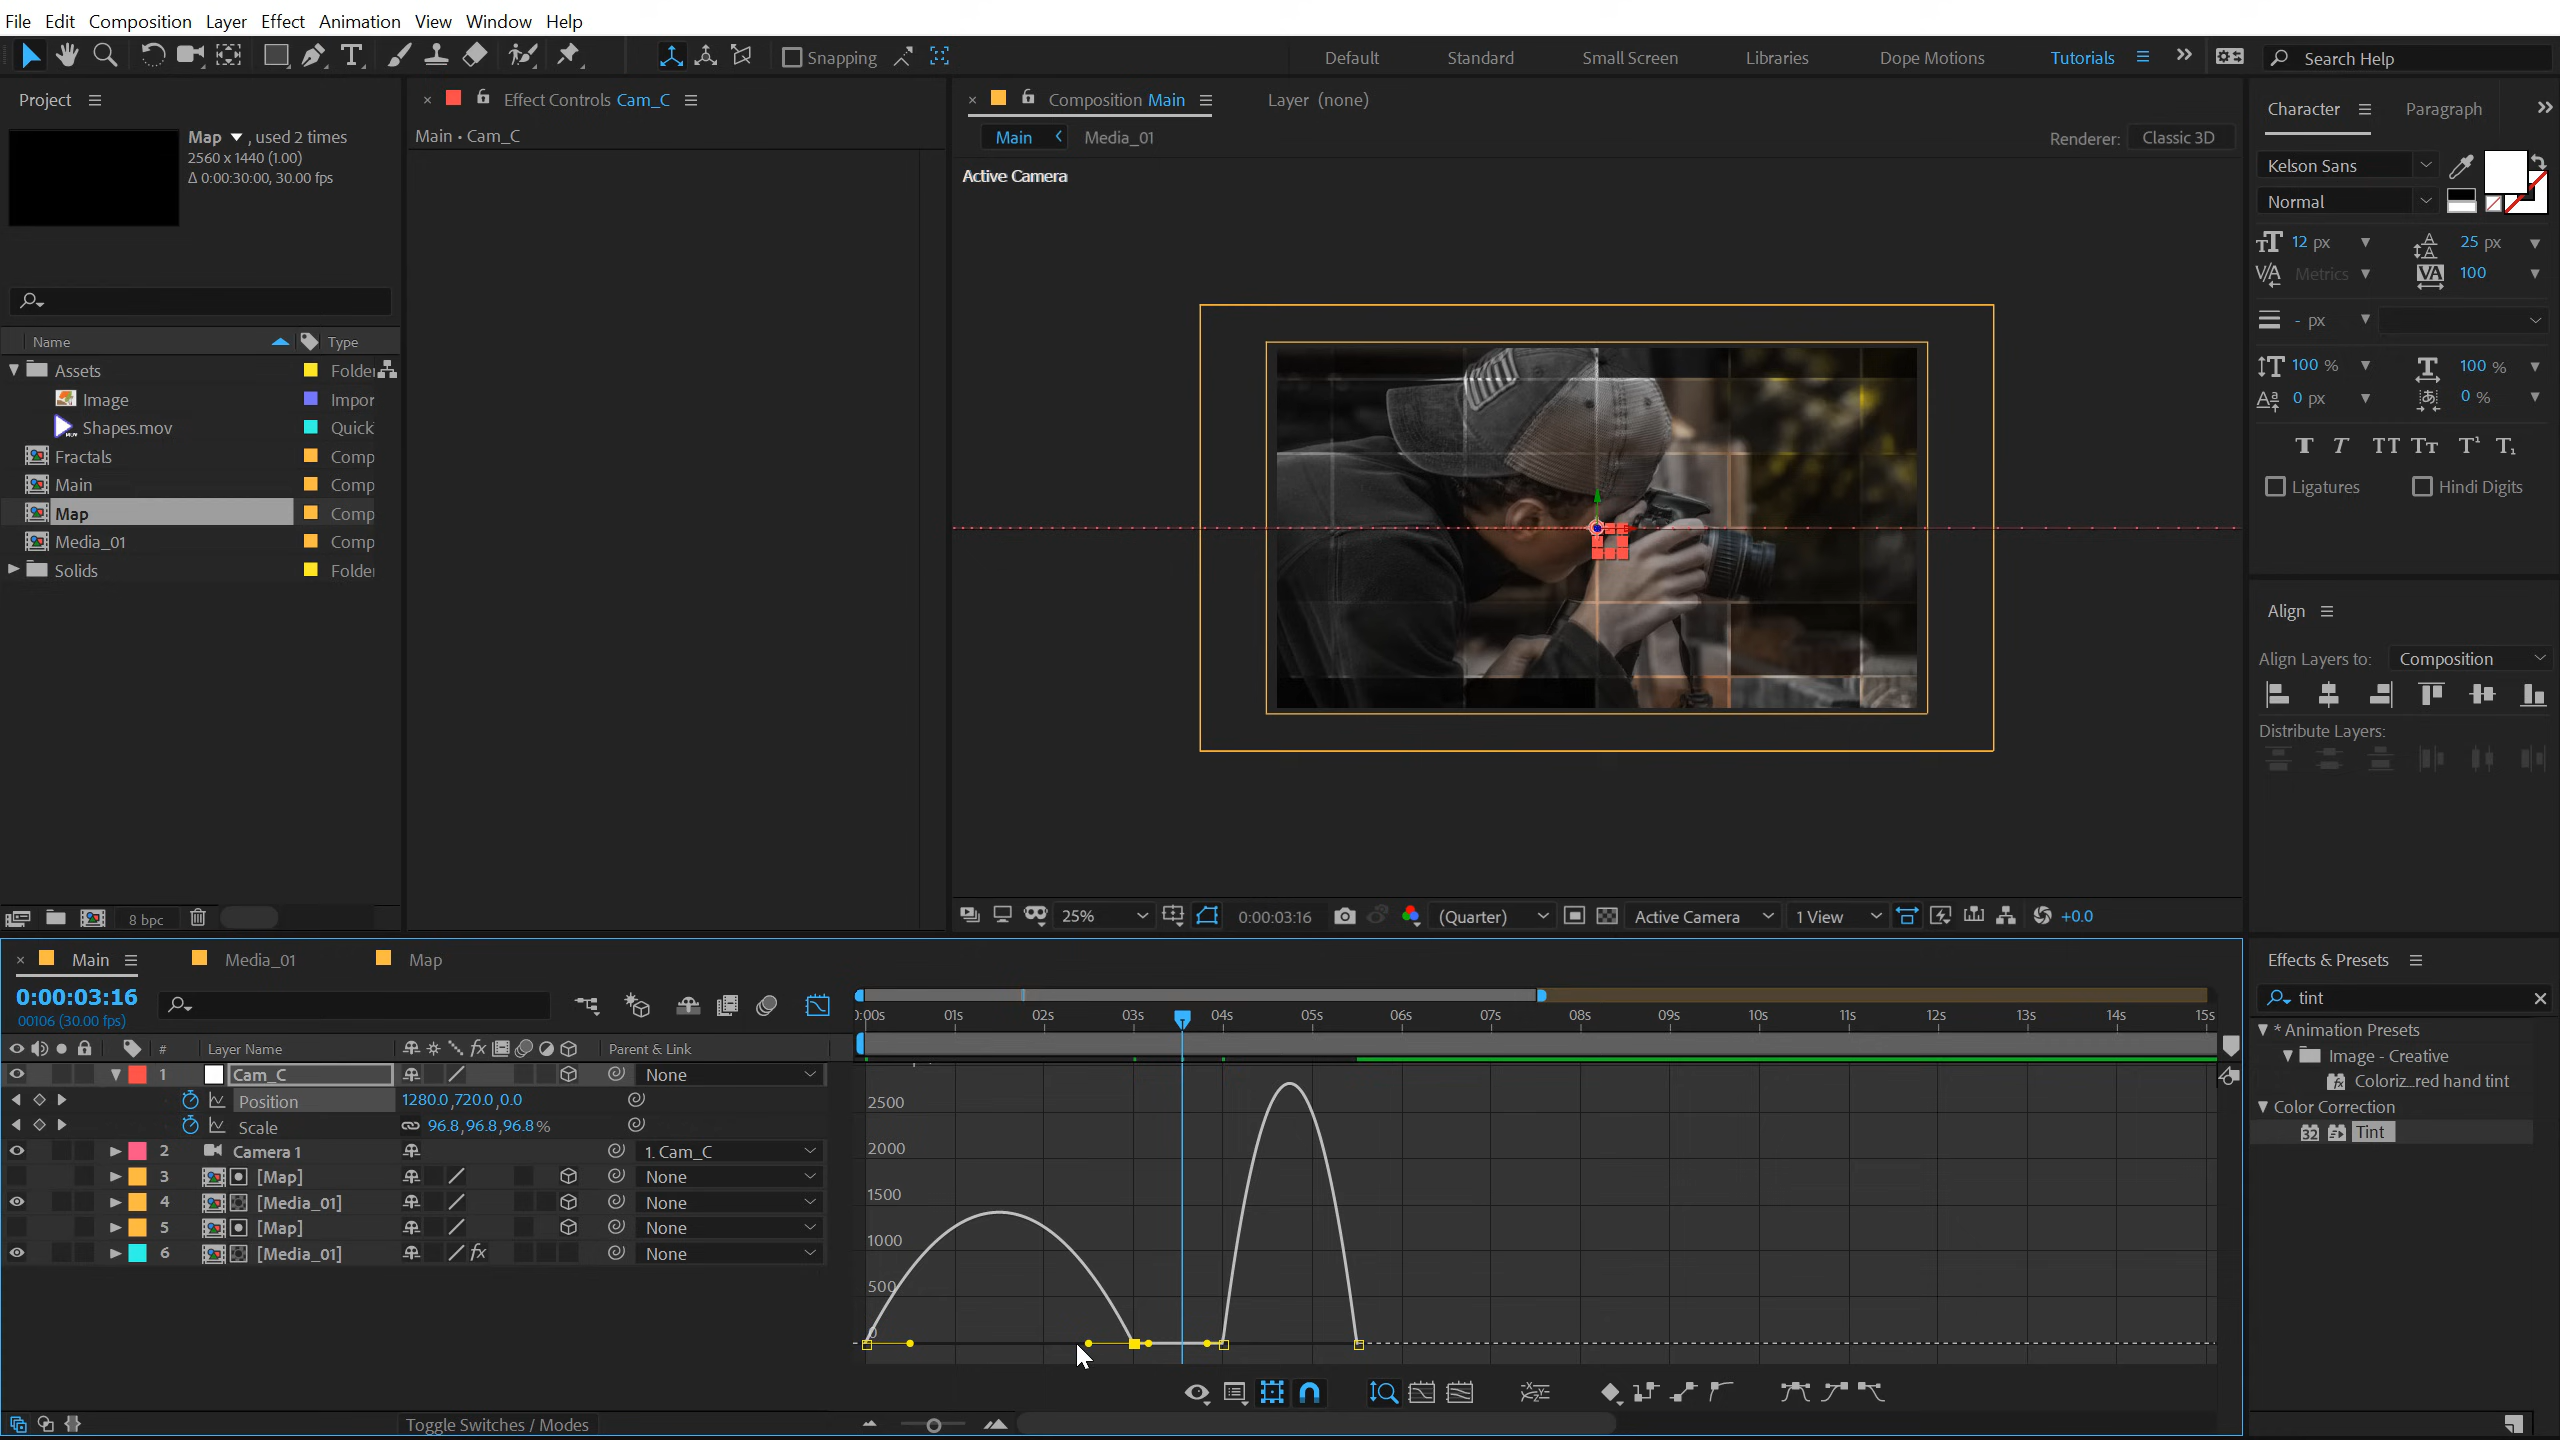 File Edit Composition Layer Effect Animation View Window Help
Snapping Default Standard Small Screen Libraries Dope Motions Tutorials Search Help
Project
Map , used 2 times
2560 x 1440 (1.00)
Δ 0:00:30:00, 30.00 fps
Name Type
Assets Folde
Image Impor
Shapes.mov Quick
Fractals Comp
Main Comp
Map Comp
Media_01 Comp
Solids Folde
8 bpc
Effect Controls Cam_C
Main • Cam_C
Composition Main Layer (none)
Main Media_01 Renderer: Classic 3D
Active Camera
25% 0:00:03:16 (Quarter) Active Camera 1 View +0.0
Character Paragraph
Kelson Sans
Normal
12 px 25 px
Metrics 100
- px
100 % 100 %
0 px 0 %
Ligatures Hindi Digits
Align
Align Layers to: Composition
Distribute Layers:
Main Media_01 Map
0:00:03:16
00106 (30.00 fps)
# Layer Name Parent & Link
1 Cam_C None
Position 1280.0,720.0,0.0
Scale 96.8,96.8,96.8%
2 Camera 1 1. Cam_C
3 [Map] None
4 [Media_01] None
5 [Map] None
6 [Media_01] None
Toggle Switches / Modes
0:00s 01s 02s 03s 04s 05s 06s 07s 08s 09s 10s 11s 12s 13s 14s 15s
2500
2000
1500
1000
500
0
Effects & Presets
tint
* Animation Presets
Image - Creative
Coloriz...red hand tint
Color Correction
32 Tint